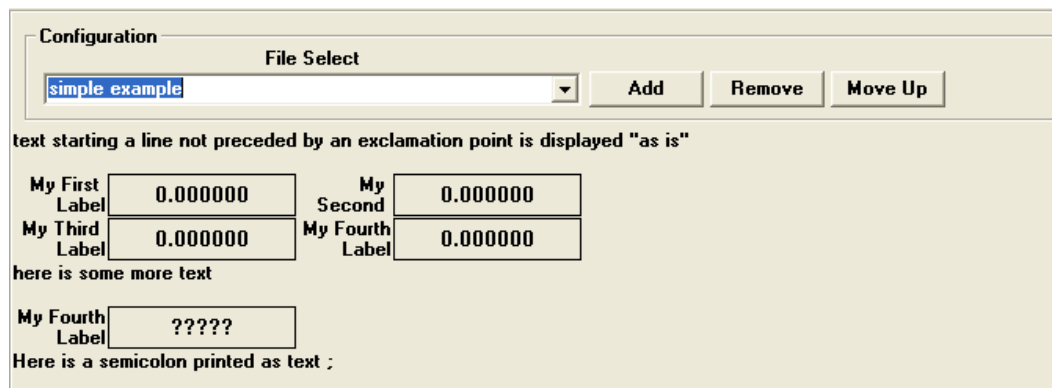 Configuration
File Select
simple example
Add
Remove
Move Up
text starting a line not preceded by an exclamation point is displayed "as is"
My First
Label
0.000000
My
Second
0.000000
My Third
Label
0.000000
My Fourth
Label
0.000000
here is some more text
My Fourth
Label
?????
Here is a semicolon printed as text ;